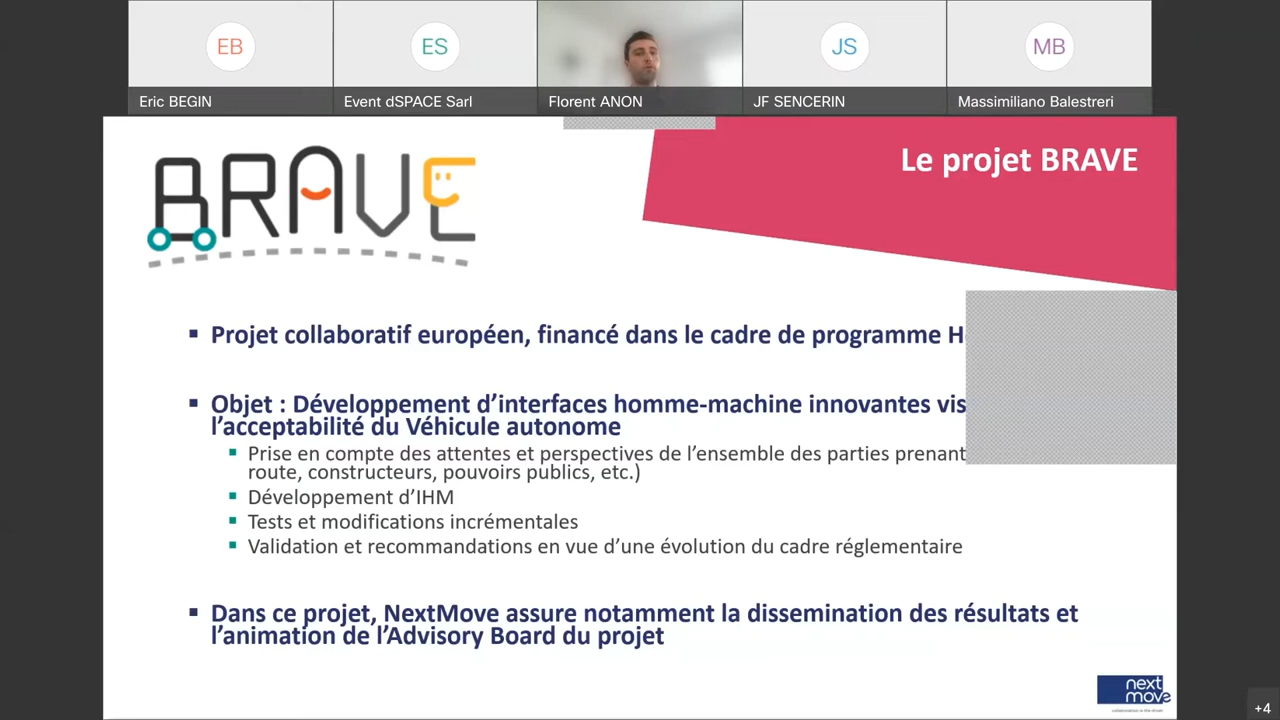 EB
ES
JS
MB
Eric BEGIN
Event dSPACE Sarl
Florent ANON
JF SENCERIN
Massimiliano Balestreri
BRAVE
Le projet BRAVE
Projet collaboratif européen, financé dans le cadre de programme H
Objet : Développement d’interfaces homme-machine innovantes vis
l’acceptabilité du Véhicule autonome
Prise en compte des attentes et perspectives de l’ensemble des parties prenant
route, constructeurs, pouvoirs publics, etc.)
Développement d’IHM
Tests et modifications incrémentales
Validation et recommandations en vue d’une évolution du cadre réglementaire
Dans ce projet, NextMove assure notamment la dissemination des résultats et
l’animation de l’Advisory Board du projet
next
move
+4